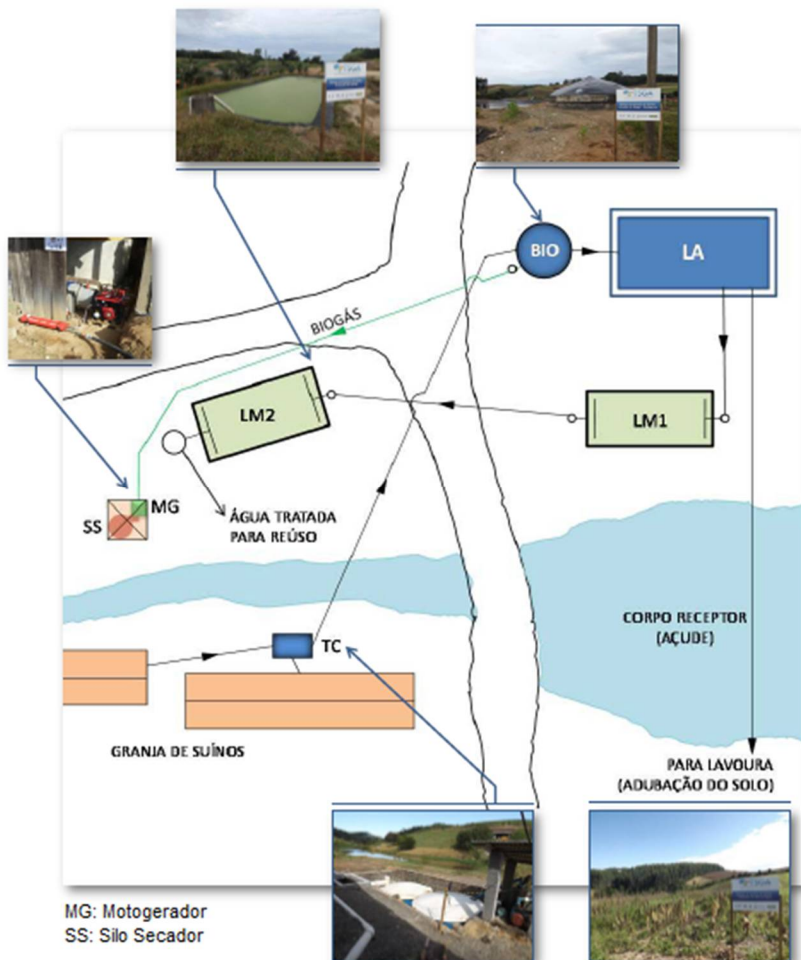 BIO
LA
BIOGÁS
LM2
LM1
MG
SS
ÁGUA TRATADA
PARA REÚSO
CORPO RECEPTOR
(AÇUDE)
TC
GRANJA DE SUÍNOS
PARA LAVOURA
(ADUBAÇÃO DO SOLO)
MG: Motogerador
SS: Silo Secador